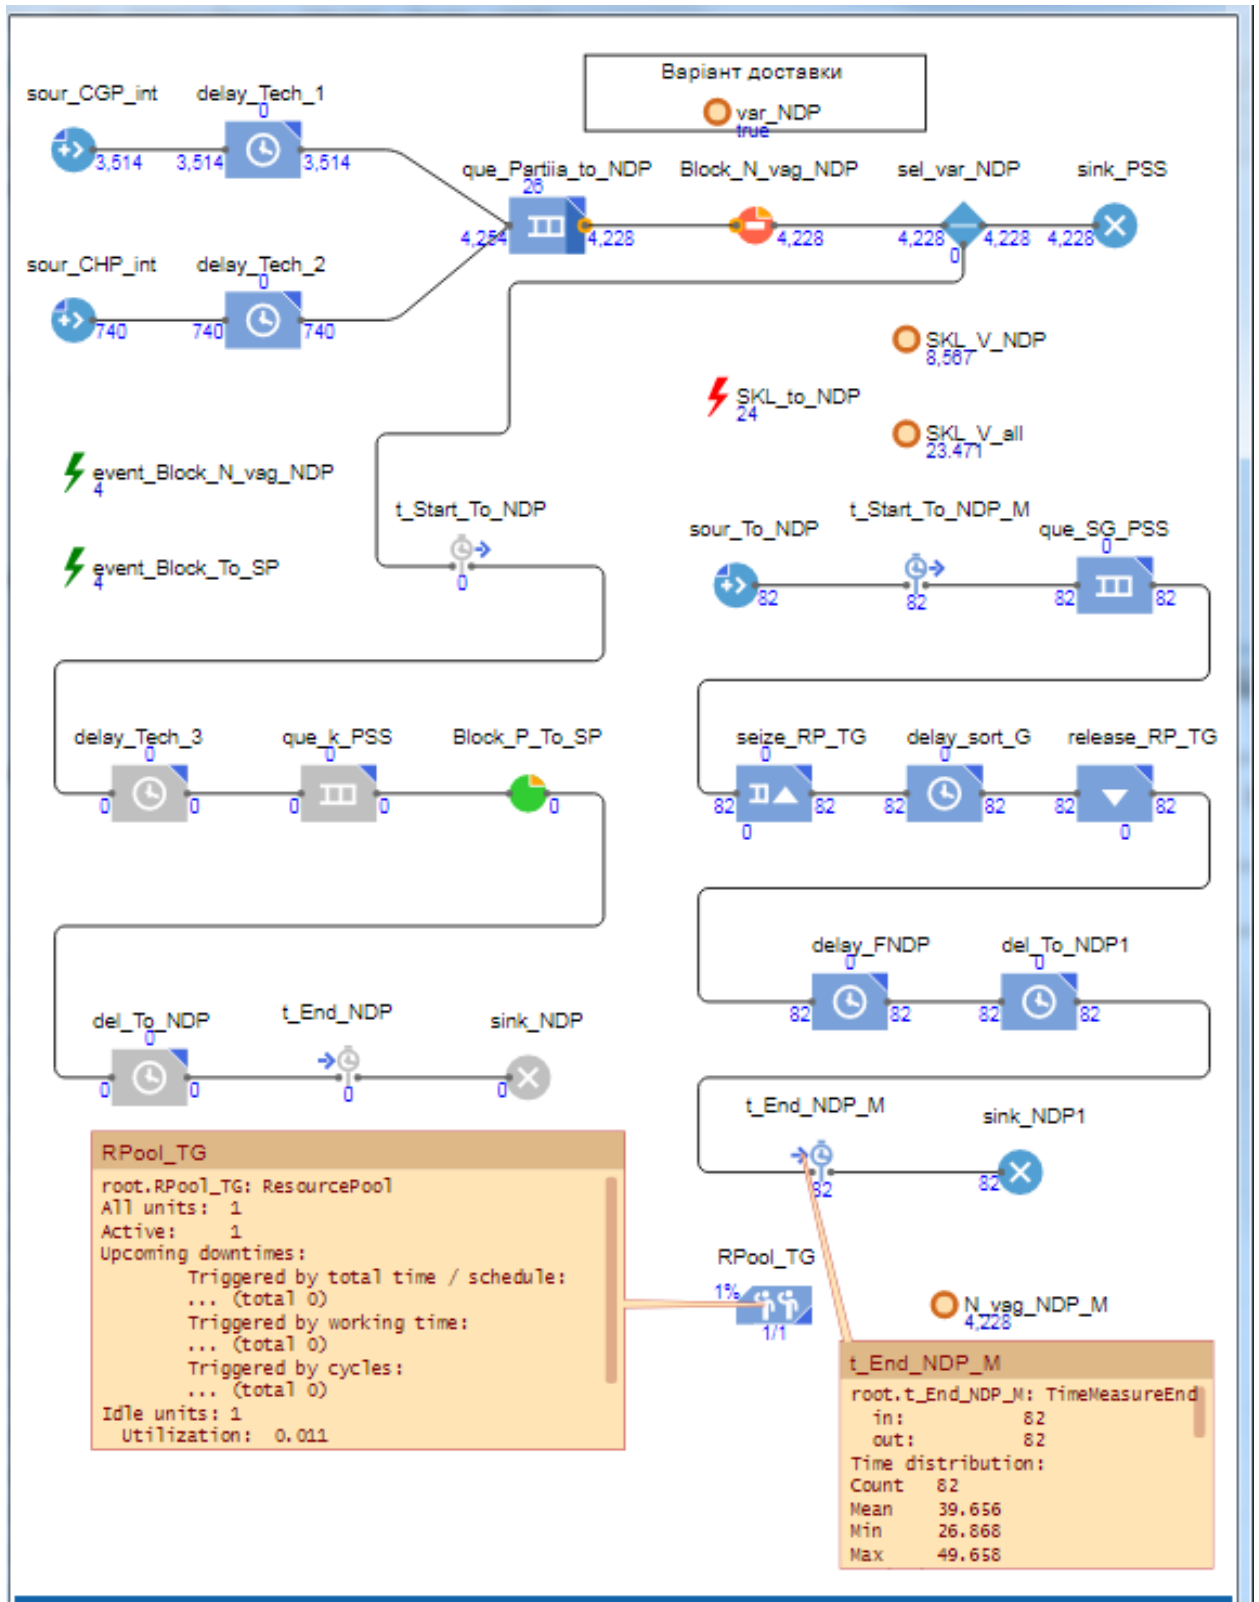 Варіант доставки
var_NDP
true
sour_CGP_int
delay_Tech_1
0
3,514
3,514
3,514
que_Partiia_to_NDP
26
Block_N_vag_NDP
sel_var_NDP
sink_PSS
4,254
4,228
4,228
4,228
4,228
4,228
0
sour_CHP_int
delay_Tech_2
0
740
740
740
SKL_V_NDP
8,567
SKL_to_NDP
24
SKL_V_all
23.471
event_Block_N_vag_NDP
4
event_Block_To_SP
4
t_Start_To_NDP
0
sour_To_NDP
t_Start_To_NDP_M
que_SG_PSS
0
82
82
82
82
delay_Tech_3
0
que_k_PSS
0
Block_P_To_SP
0
0
0
0
0
seize_RP_TG
0
delay_sort_G
0
release_RP_TG
82
82
82
82
82
82
0
0
delay_FNDP
0
del_To_NDP1
0
82
82
82
82
del_To_NDP
0
t_End_NDP
sink_NDP
0
0
0
0
t_End_NDP_M
sink_NDP1
82
82
RPool_TG
root.RPool_TG: ResourcePool
All units: 1
Active: 1
Upcoming downtimes:
Triggered by total time / schedule:
... (total 0)
Triggered by working time:
... (total 0)
Triggered by cycles:
... (total 0)
Idle units: 1
Utilization: 0.011
RPool_TG
1%
1/1
N_vag_NDP_M
4,228
t_End_NDP_M
root.t_End_NDP_M: TimeMeasureEnd
in: 82
out: 82
Time distribution:
Count 82
Mean 39.656
Min 26.868
Max 49.658